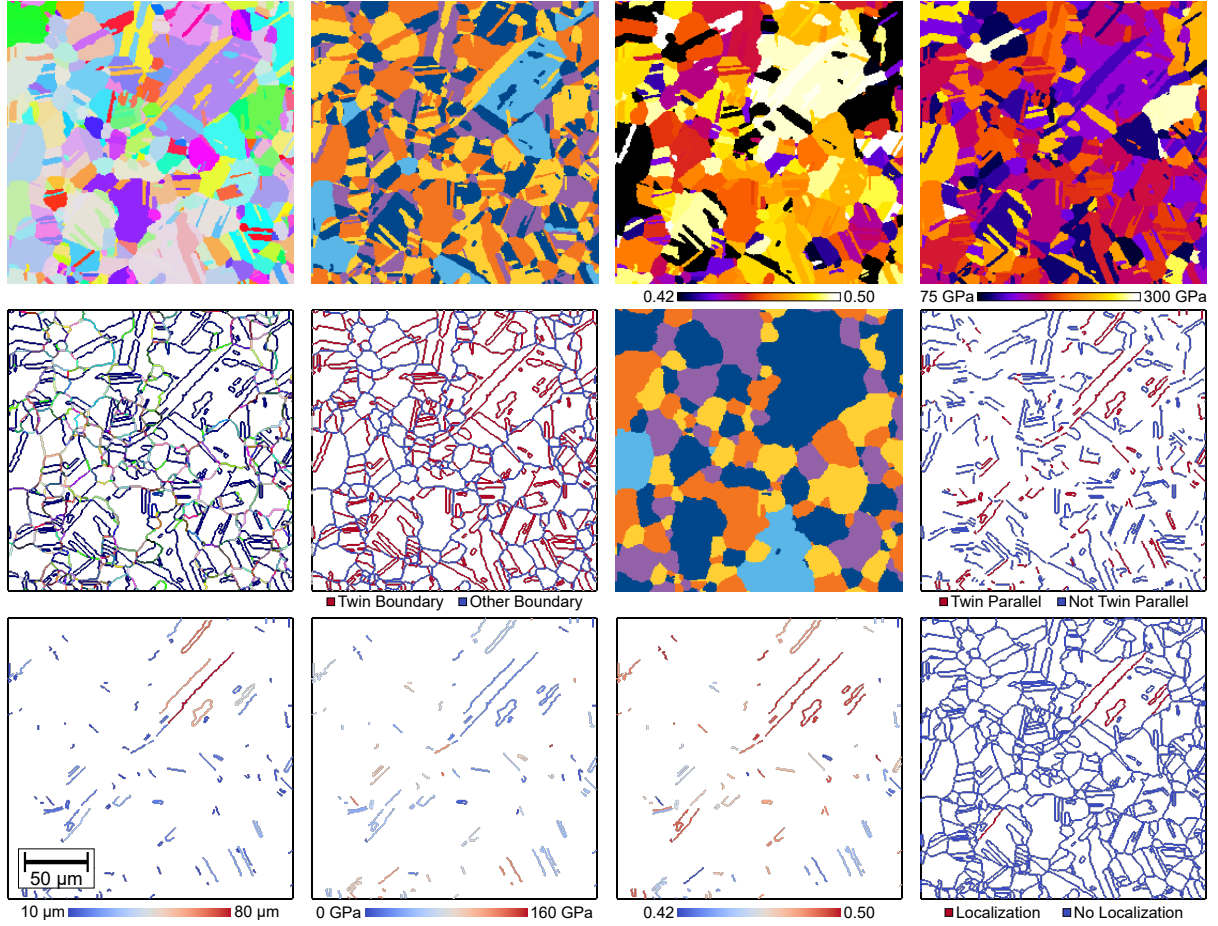 0.42 0.50 75 GPa 300 GPa
Twin Boundary Other Boundary Twin Parallel Not Twin Parallel
50 µm
10 µm 80 µm 0 GPa 160 GPa 0.42 0.50 Localization No Localization